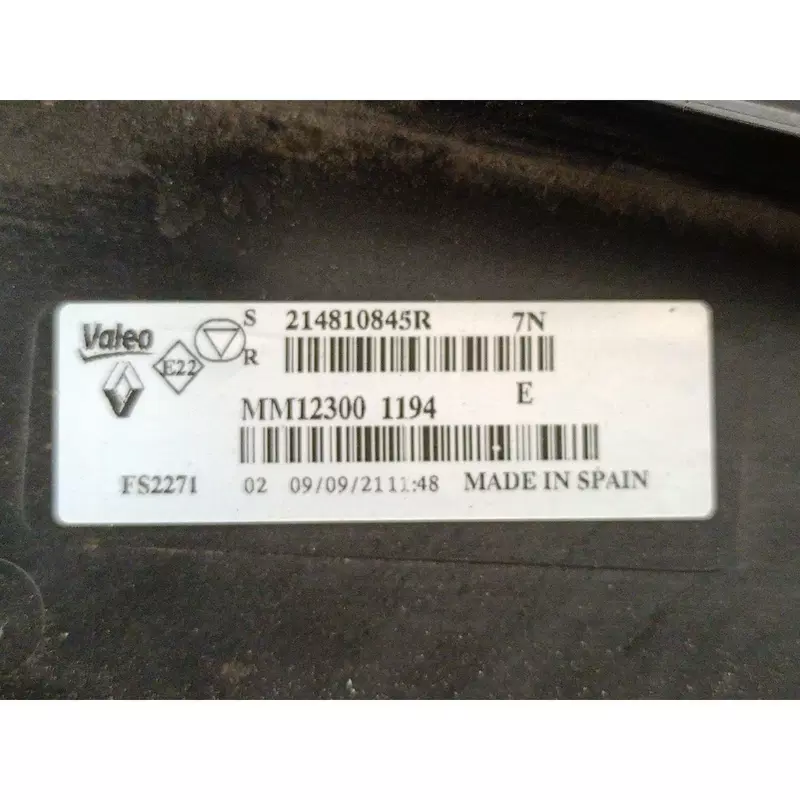 Valeo
E22
S
R
214810845R 7N
MM12300 1194 E
FS2271 02 09/09/21 11:48 MADE IN SPAIN